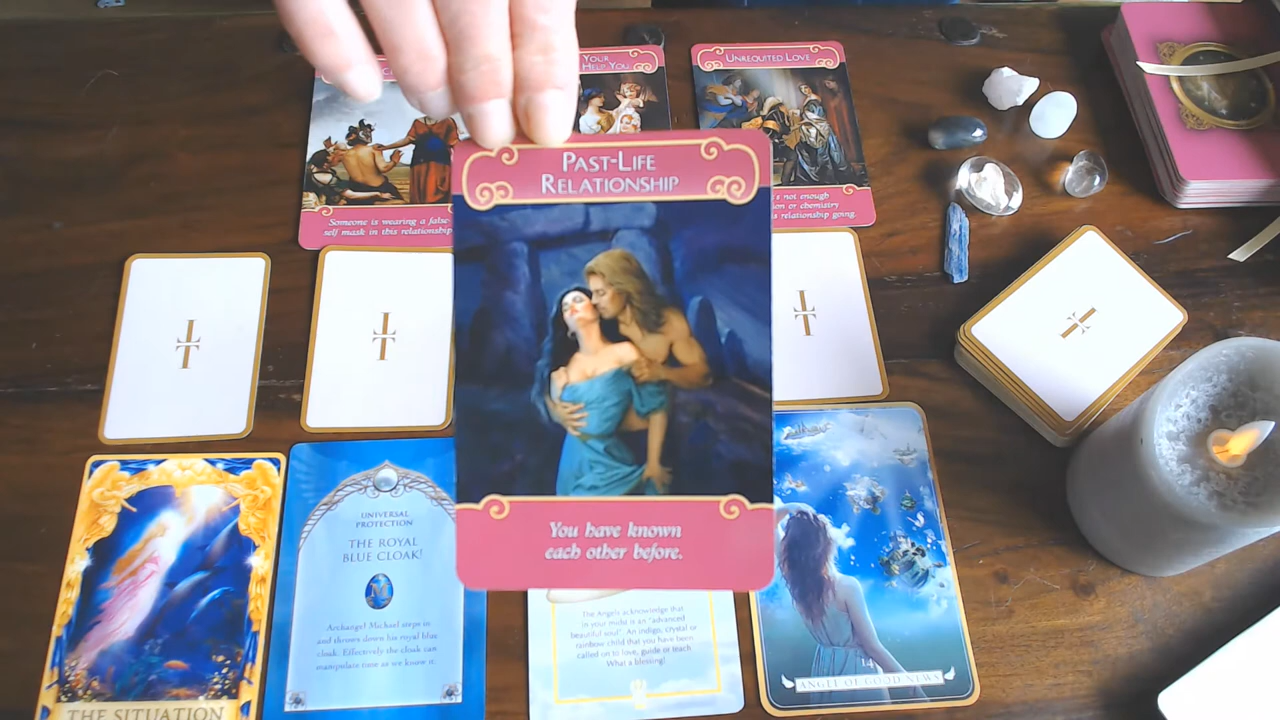 YOUR
HELP YOU
UNREQUITED LOVE
Someone is wearing a false
self mask in this relationship
not enough
or chemistry
relationship going.
PAST-LIFE
RELATIONSHIP
You have known
each other before.
THE SITUATION
UNIVERSAL
PROTECTION
THE ROYAL
BLUE CLOAK!
Archangel Michael steps in
and throws down his royal blue
cloak. Effectively the cloak can
manipulate time as we know it.
The Angels acknowledge that
in your midst is an "advanced
beautiful soul". An indigo, crystal or
rainbow child that you have been
called on to love, guide or teach
What a blessing!
14
ANGEL OF GOOD NEWS